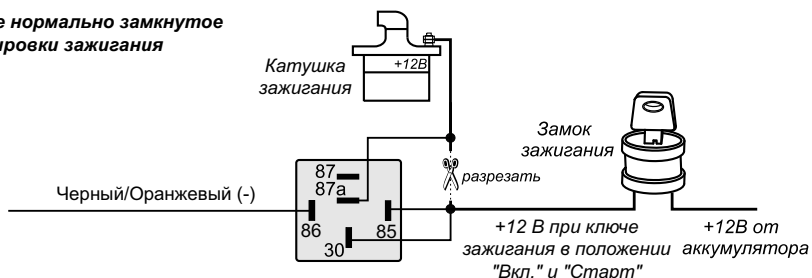 е нормально замкнутое
ировки зажигания
Катушка
зажигания
+12В
Замок
зажигания
87
87a
86
30
85
разрезать
Черный/Оранжевый (-)
+12 В при ключе
зажигания в положении
"Вкл." и "Старт"
+12В от
аккумулятора